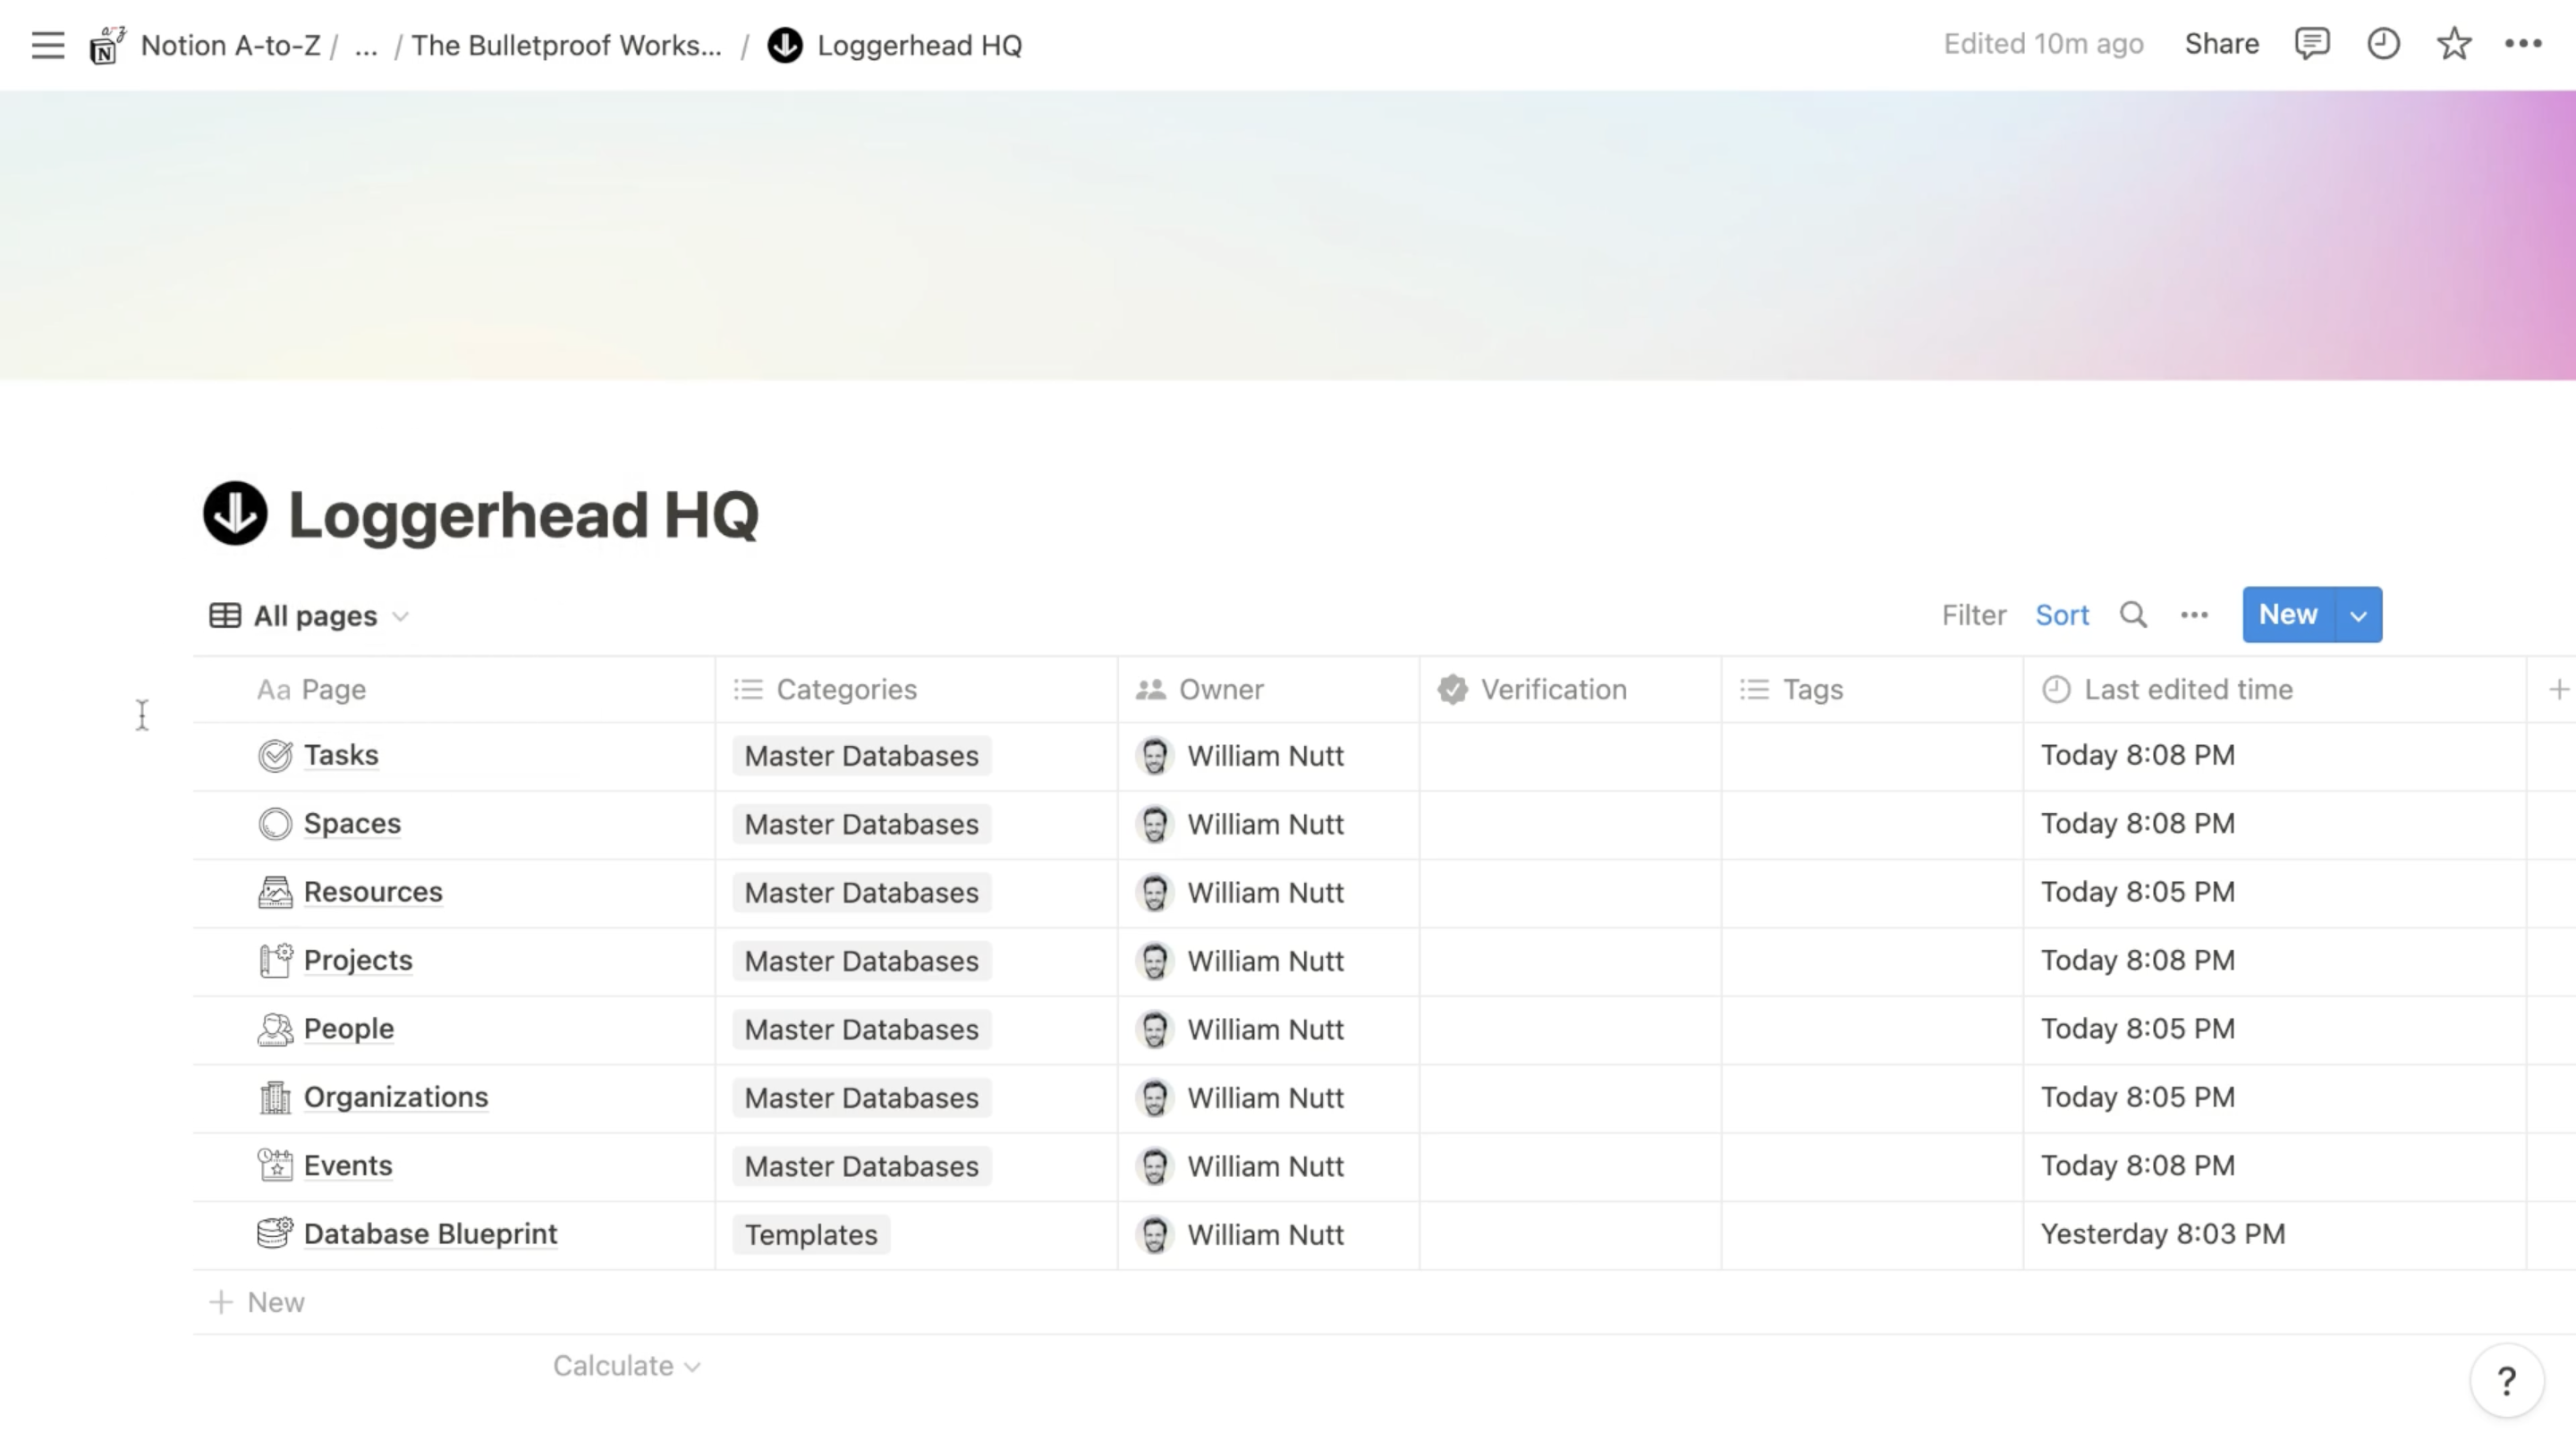 Notion A-to-Z / ... / The Bulletproof Works... / Loggerhead HQ Edited 10m ago Share
Loggerhead HQ
All pages Filter Sort New
Aa Page Categories Owner Verification Tags Last edited time
Tasks Master Databases William Nutt Today 8:08 PM
Spaces Master Databases William Nutt Today 8:08 PM
Resources Master Databases William Nutt Today 8:05 PM
Projects Master Databases William Nutt Today 8:08 PM
People Master Databases William Nutt Today 8:05 PM
Organizations Master Databases William Nutt Today 8:05 PM
Events Master Databases William Nutt Today 8:08 PM
Database Blueprint Templates William Nutt Yesterday 8:03 PM
+ New
Calculate
?